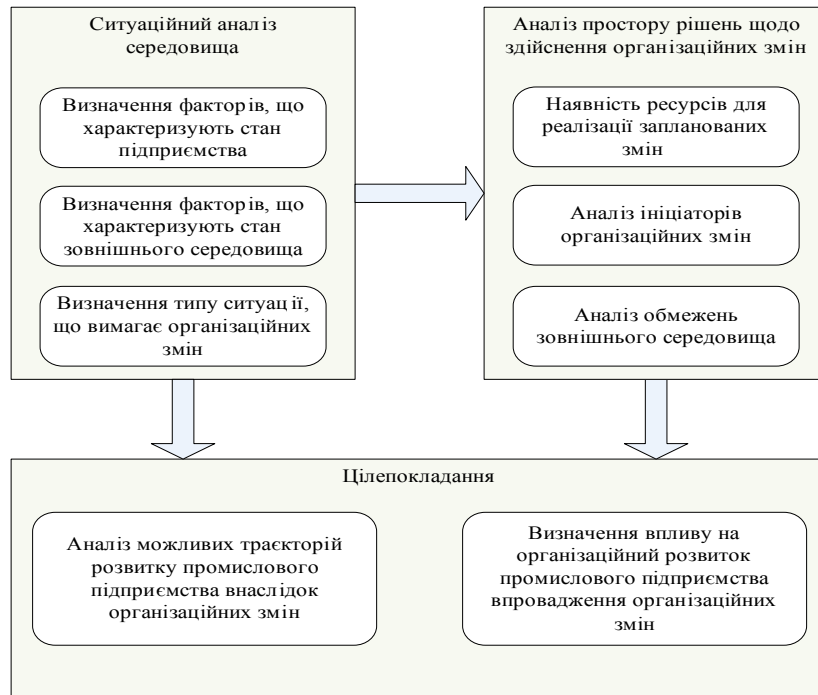 Ситуаційний аналіз
середовища
Визначення факторів, що
характеризують стан
підприємства
Визначення факторів, що
характеризують стан
зовнішнього середовища
Визначення типу ситуації,
що вимагає організаційних
змін
Аналіз простору рішень щодо
здійснення організаційних змін
Наявність ресурсів для
реалізації запланованих
змін
Аналіз ініціаторів
організаційних змін
Аналіз обмежень
зовнішнього середовища
Цілепокладання
Аналіз можливих траєкторій
розвитку промислового
підприємства внаслідок
організаційних змін
Визначення впливу на
організаційний розвиток
промислового підприємства
впровадження організаційних
змін